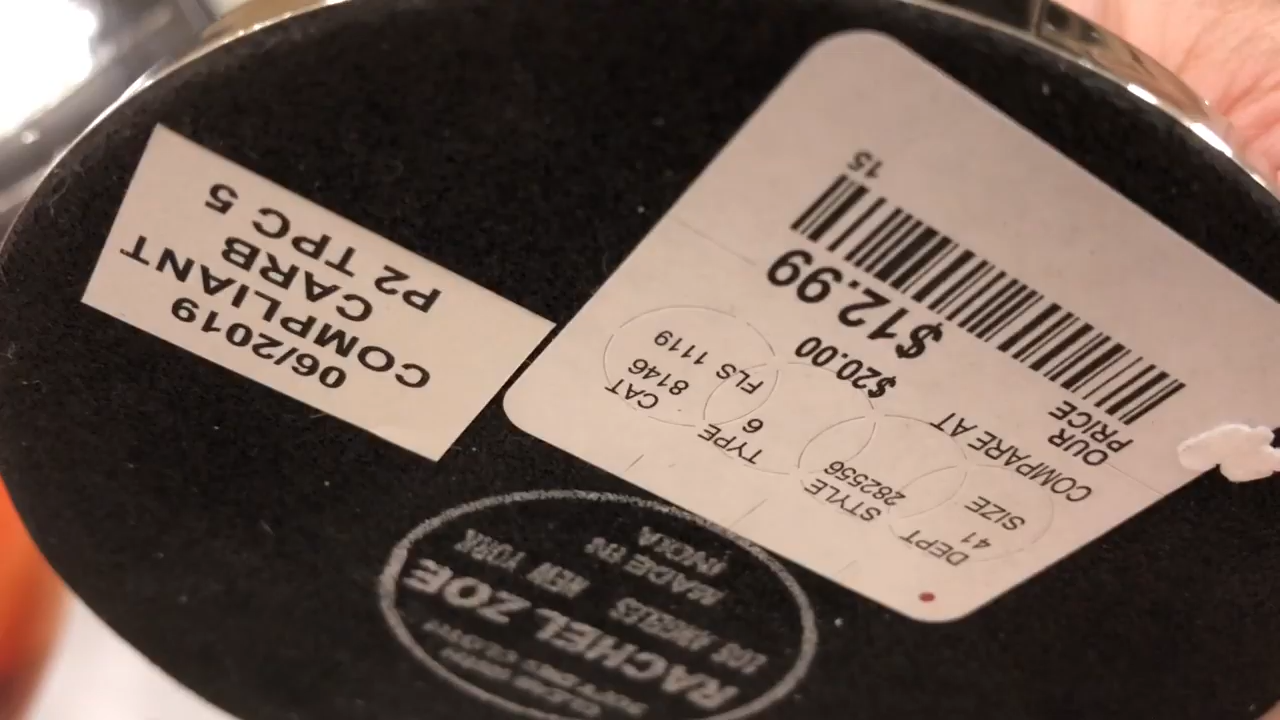 DEPT
41
SIZE
STYLE
282556
TYPE
6
CAT
8146
FLS 1119
COMPARE AT
$20.00
OUR
PRICE
$12.99
15
06/2019
COMPLIANT
CARB
P2 TPC 5
RACHEL ZOE
LOS ANGELES NEW YORK
MADE IN
INDIA